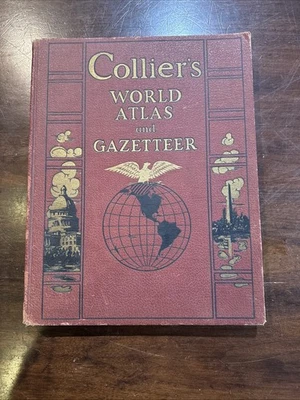 Collier's
WORLD
ATLAS
and
GAZETTEER